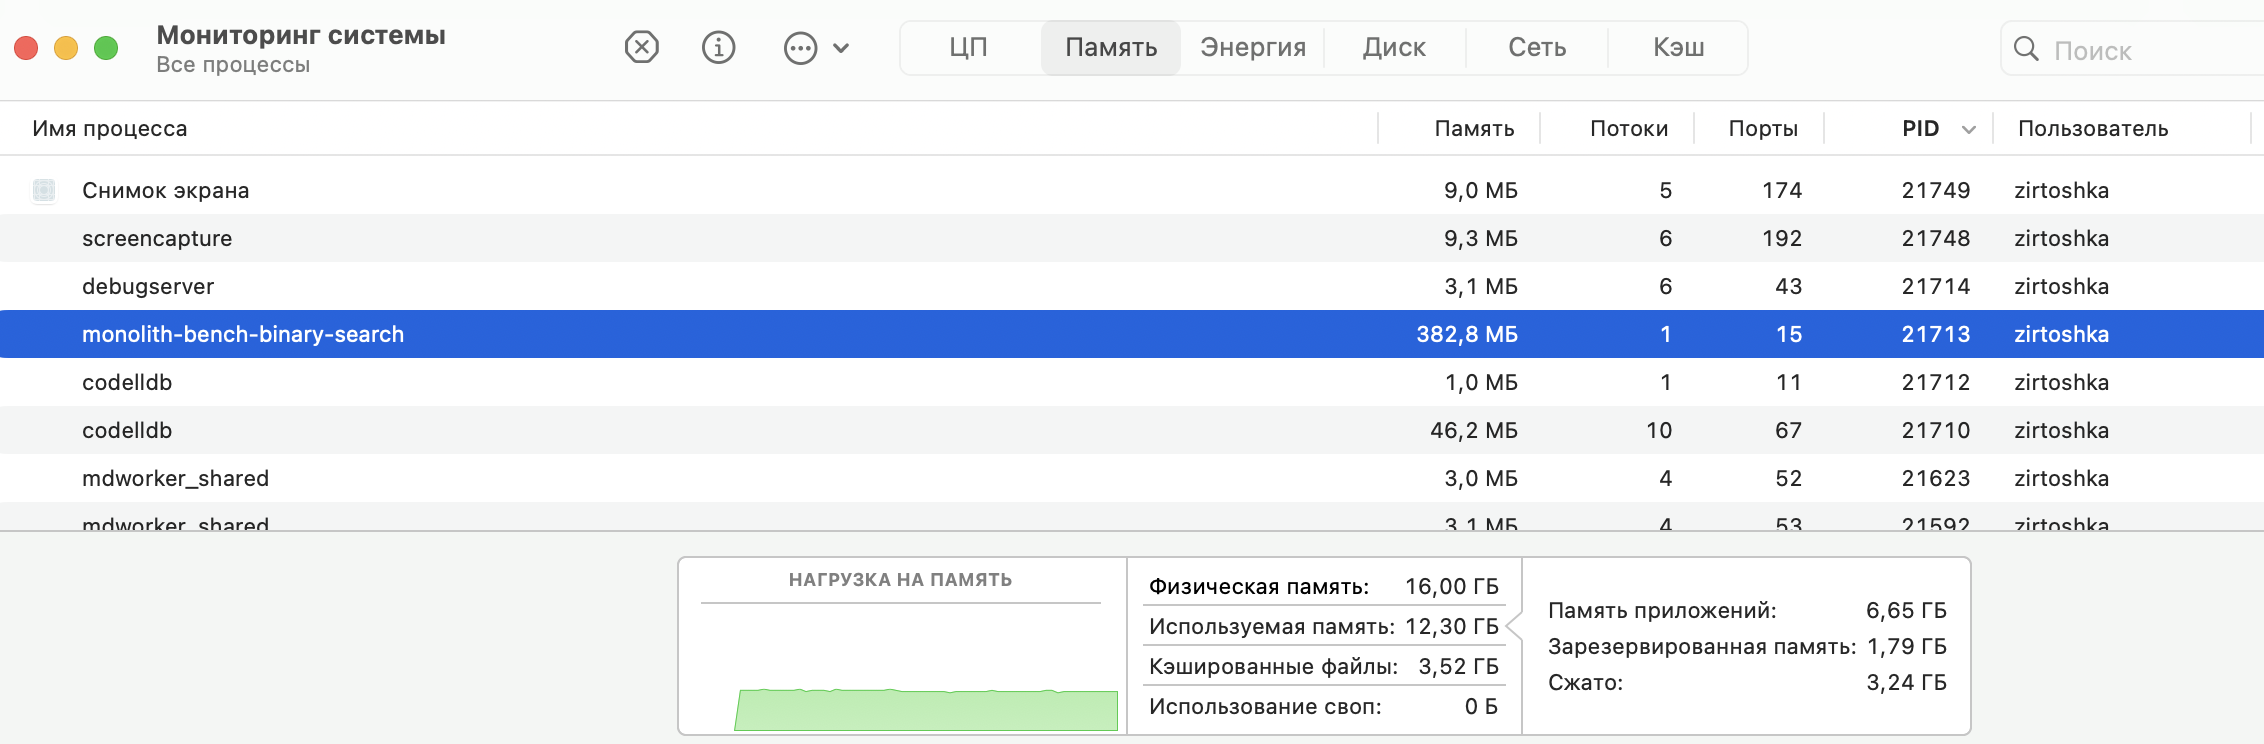 Мониторинг системы
Все процессы
ЦП Память Энергия Диск Сеть Кэш
Поиск
Имя процесса Память Потоки Порты PID Пользователь
Снимок экрана 9,0 МБ 5 174 21749 zirtoshka
screencapture 9,3 МБ 6 192 21748 zirtoshka
debugserver 3,1 МБ 6 43 21714 zirtoshka
monolith-bench-binary-search 382,8 МБ 1 15 21713 zirtoshka
codelldb 1,0 МБ 1 11 21712 zirtoshka
codelldb 46,2 МБ 10 67 21710 zirtoshka
mdworker_shared 3,0 МБ 4 52 21623 zirtoshka
mdworker_shared 3,1 МБ 4 53 21592 zirtoshka
НАГРУЗКА НА ПАМЯТЬ
Физическая память: 16,00 ГБ
Используемая память: 12,30 ГБ
Кэшированные файлы: 3,52 ГБ
Использование своп: 0 Б
Память приложений: 6,65 ГБ
Зарезервированная память: 1,79 ГБ
Сжато: 3,24 ГБ